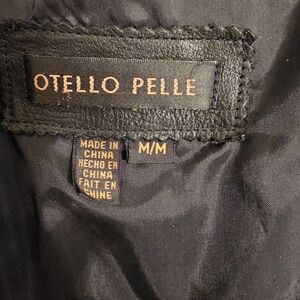 OTELLO PELLE
MADE IN
CHINA
HECHO EN
CHINA
FAIT EN
CHINE
M/M